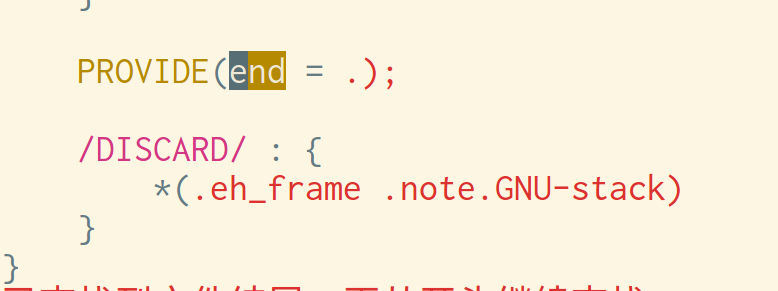 }
PROVIDE(end = .);
/DISCARD/ : {
*(.eh_frame .note.GNU-stack)
}
}